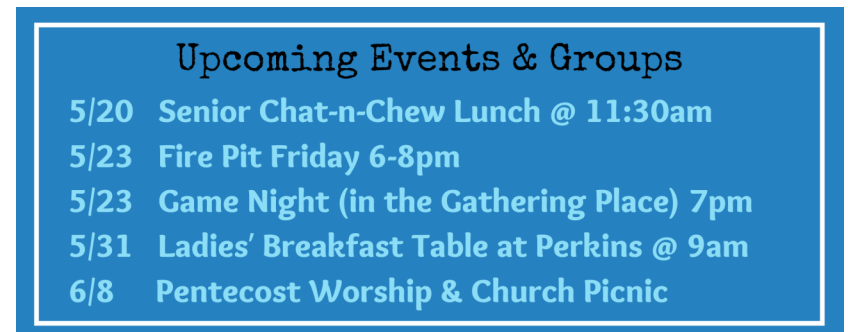 Upcoming Events & Groups
5/20 Senior Chat-n-Chew Lunch @ 11:30am
5/23 Fire Pit Friday 6-8pm
5/23 Game Night (in the Gathering Place) 7pm
5/31 Ladies' Breakfast Table at Perkins @ 9am
6/8 Pentecost Worship & Church Picnic